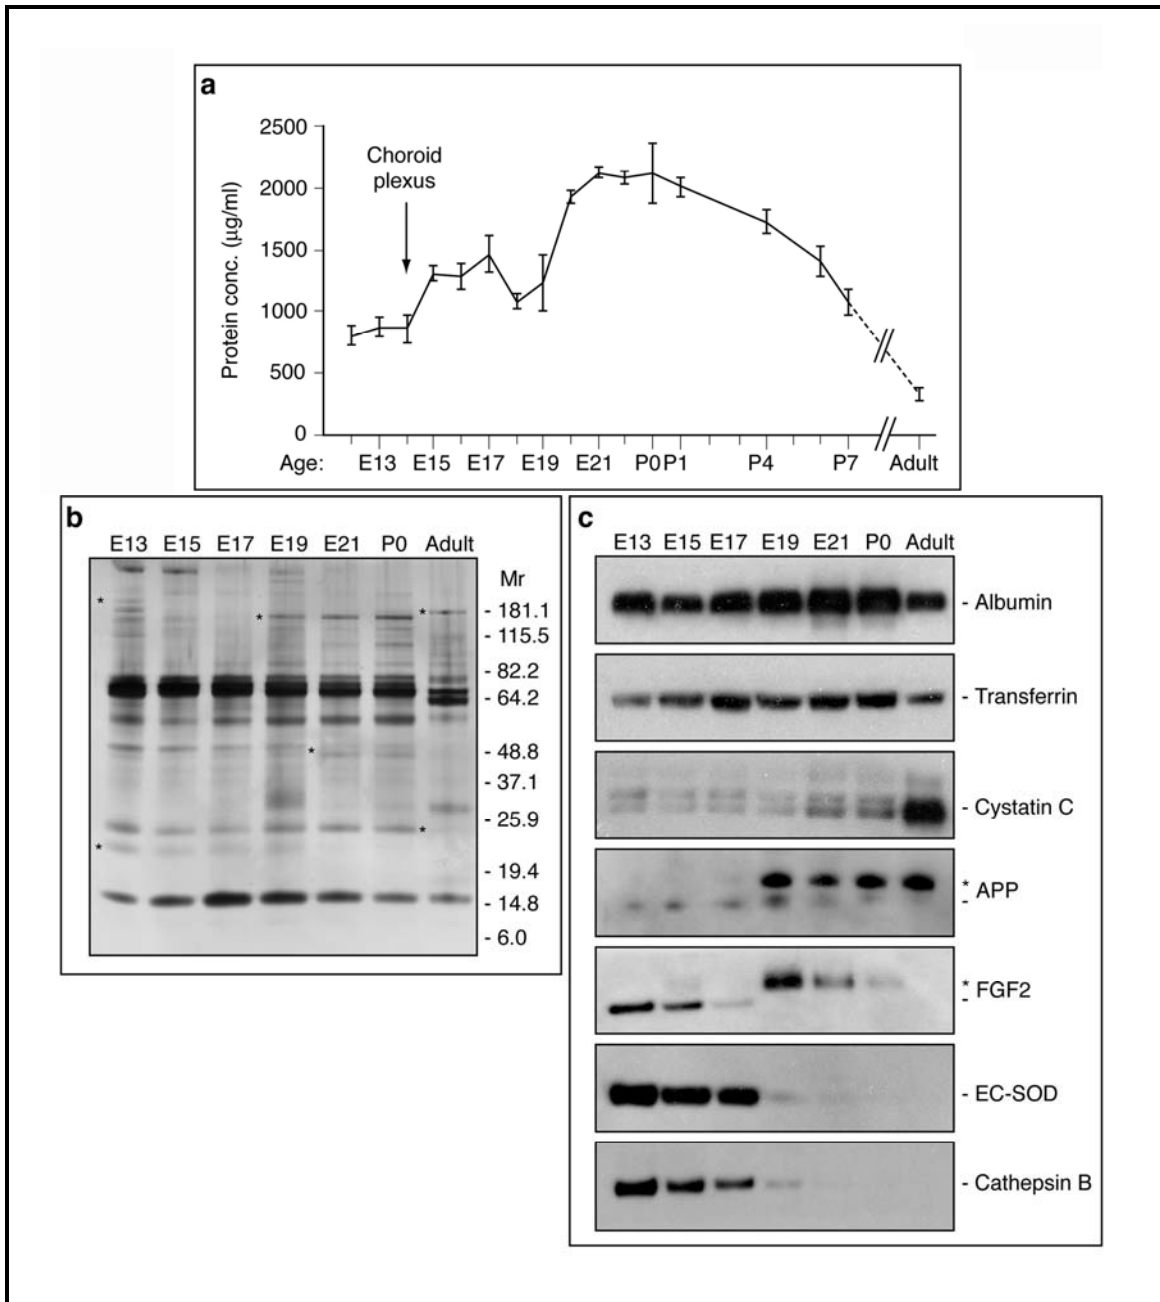 a
Choroid
plexus
Protein conc. (µg/ml)
2500
2000
1500
1000
500
0
Age: E13 E15 E17 E19 E21 P0 P1 P4 P7 Adult
b
E13 E15 E17 E19 E21 P0 Adult
Mr
- 181.1
- 115.5
- 82.2
- 64.2
- 48.8
- 37.1
- 25.9
- 19.4
- 14.8
- 6.0
* * * * * *
c
E13 E15 E17 E19 E21 P0 Adult
- Albumin
- Transferrin
- Cystatin C
* - APP
* - FGF2
- EC-SOD
- Cathepsin B